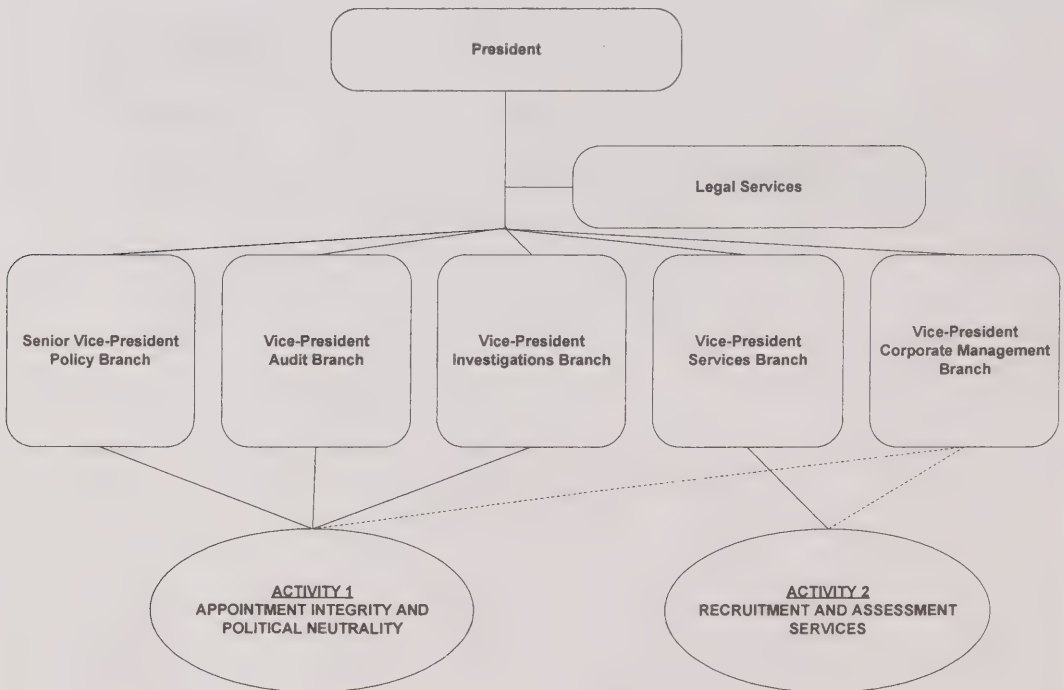 President
Legal Services
Senior Vice-President
Policy Branch
Vice-President
Audit Branch
Vice-President
Investigations Branch
Vice-President
Services Branch
Vice-President
Corporate Management
Branch
ACTIVITY 1
APPOINTMENT INTEGRITY AND
POLITICAL NEUTRALITY
ACTIVITY 2
RECRUITMENT AND ASSESSMENT
SERVICES